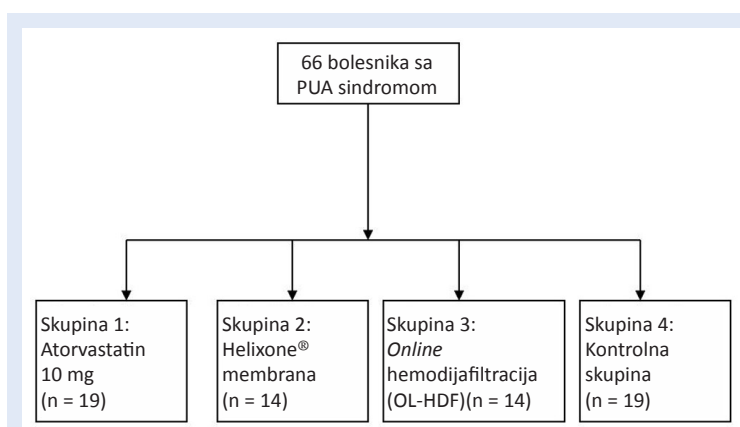 66 bolesnika sa
PUA sindromom
Skupina 1:
Atorvastatin
10 mg
(n = 19)
Skupina 2:
Helixone®
membrana
(n = 14)
Skupina 3:
Online
hemodijafiltracija
(OL-HDF)(n = 14)
Skupina 4:
Kontrolna
skupina
(n = 19)